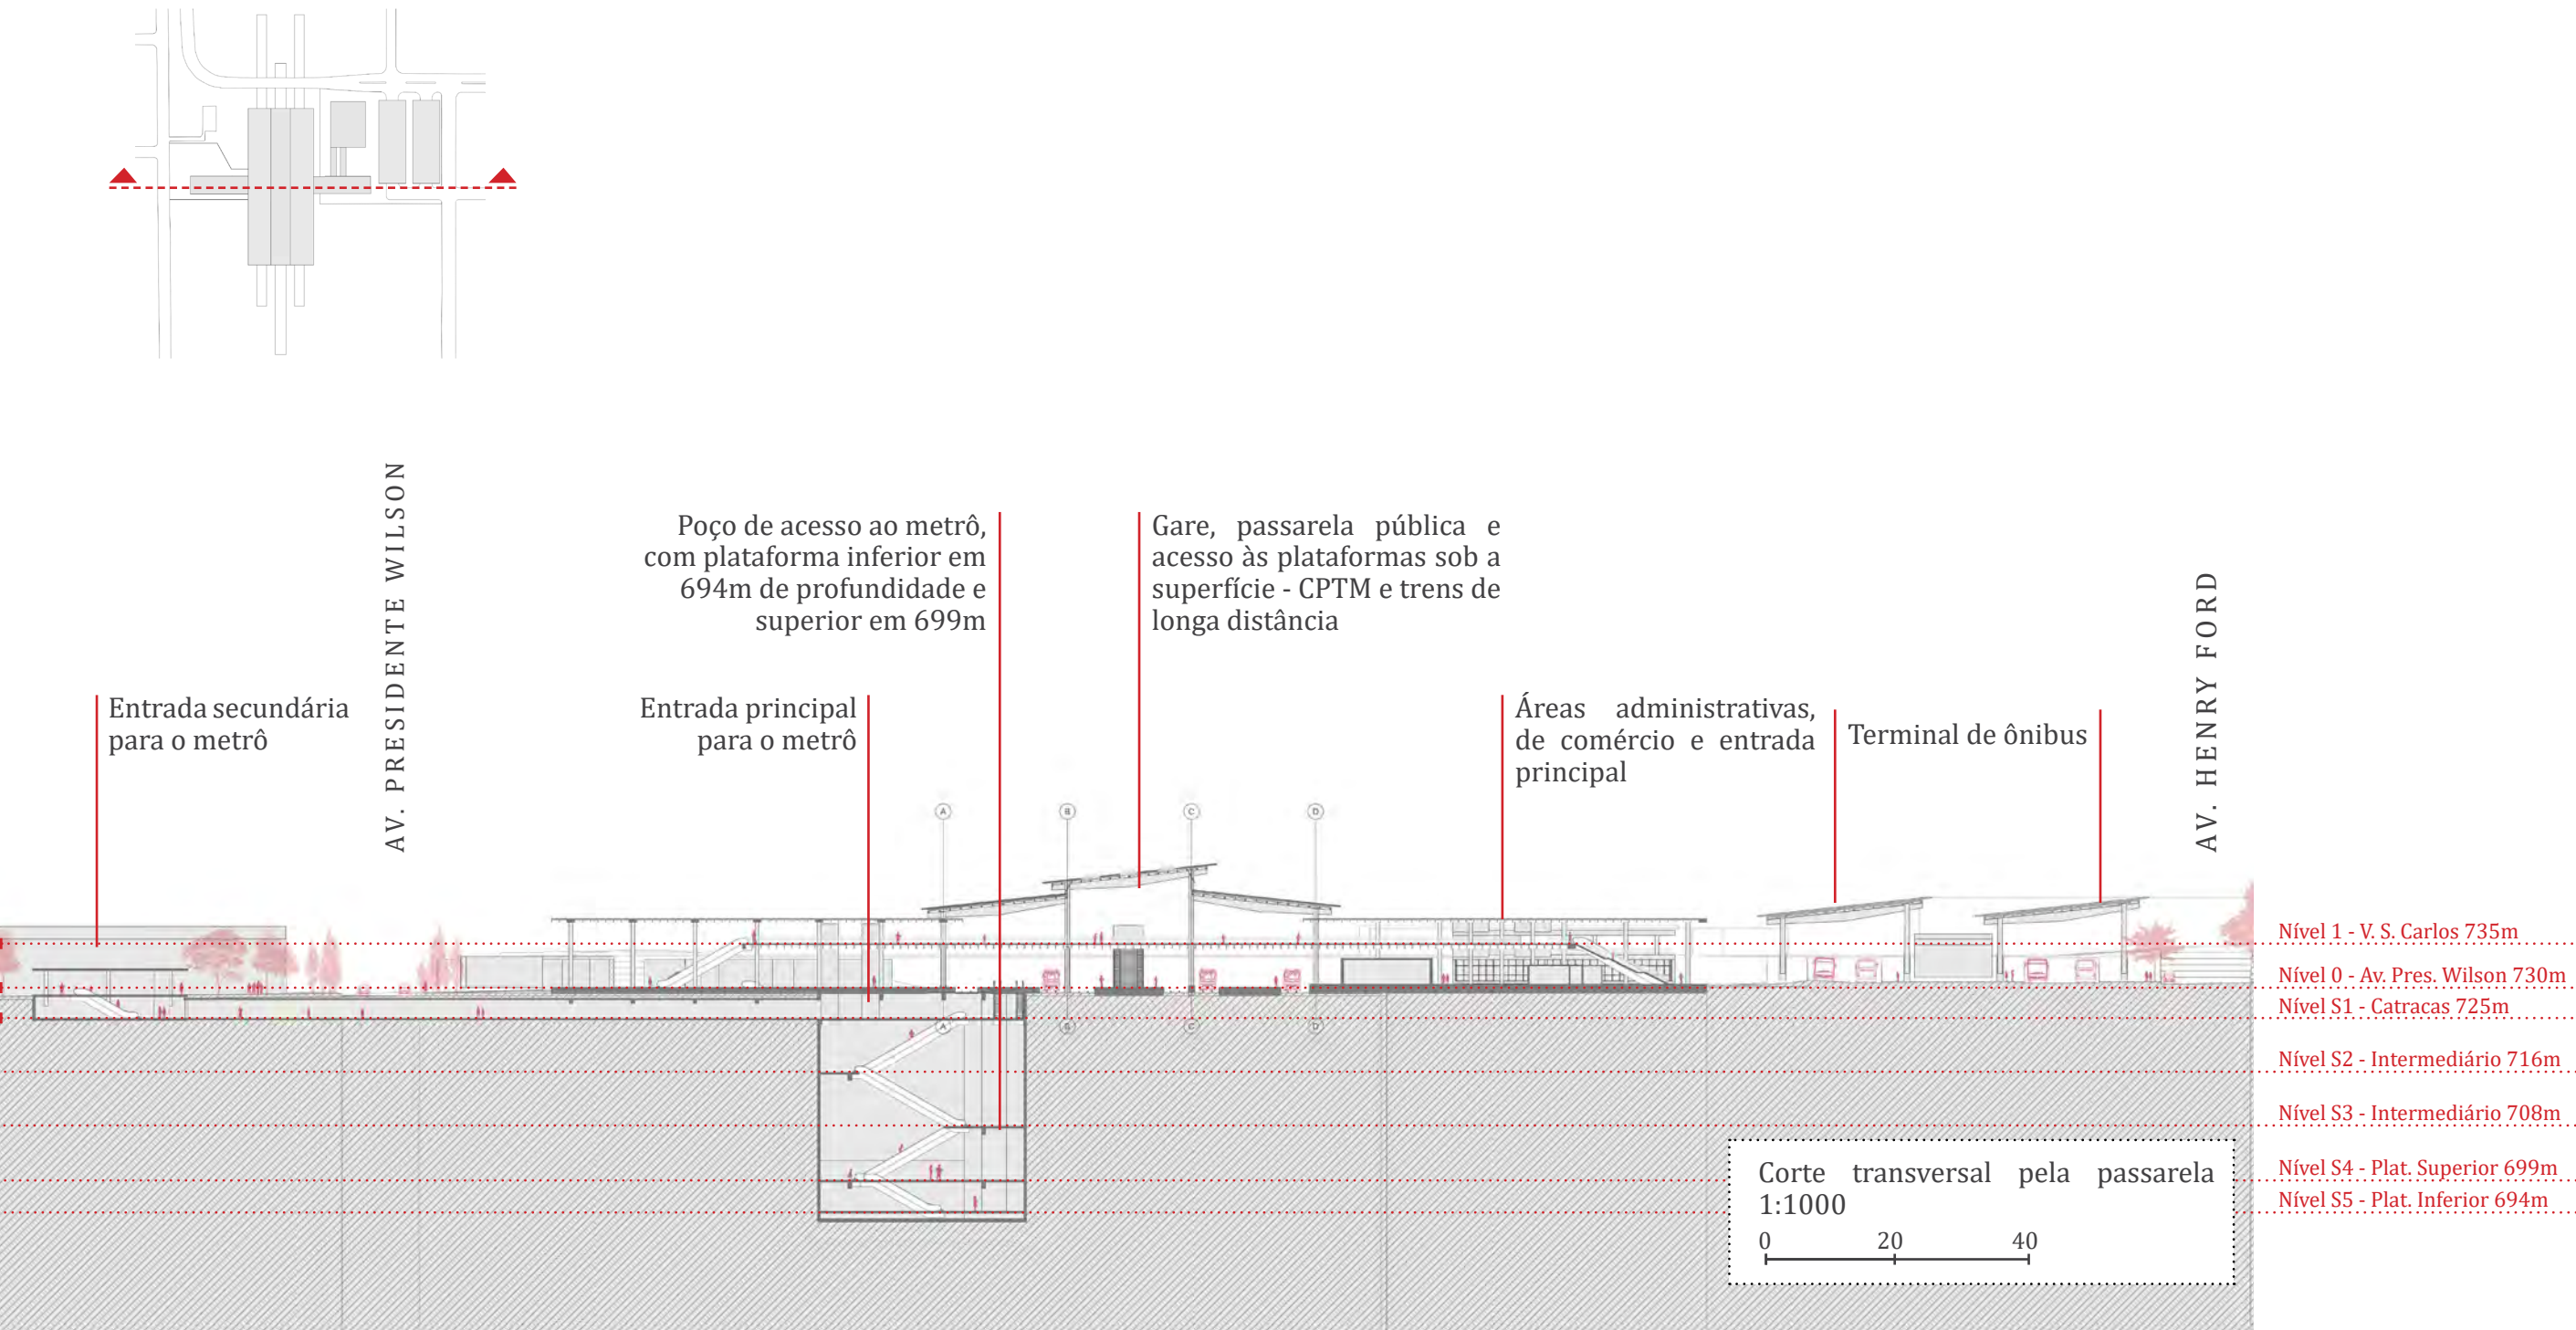 AV. PRESIDENTE WILSON
Poço de acesso ao metrô,
com plataforma inferior em
694m de profundidade e
superior em 699m
Gare, passarela pública e
acesso às plataformas sob a
superfície - CPTM e trens de
longa distância
AV. HENRY FORD
Entrada secundária
para o metrô
Entrada principal
para o metrô
Áreas administrativas,
de comércio e entrada
principal
Terminal de ônibus
A
B
C
D
Nível 1 - V. S. Carlos 735m
Nível 0 - Av. Pres. Wilson 730m
Nível S1 - Catracas 725m
A
B
C
D
Nível S2 - Intermediário 716m
Nível S3 - Intermediário 708m
Nível S4 - Plat. Superior 699m
Nível S5 - Plat. Inferior 694m
Corte transversal pela passarela
1:1000
0 20 40